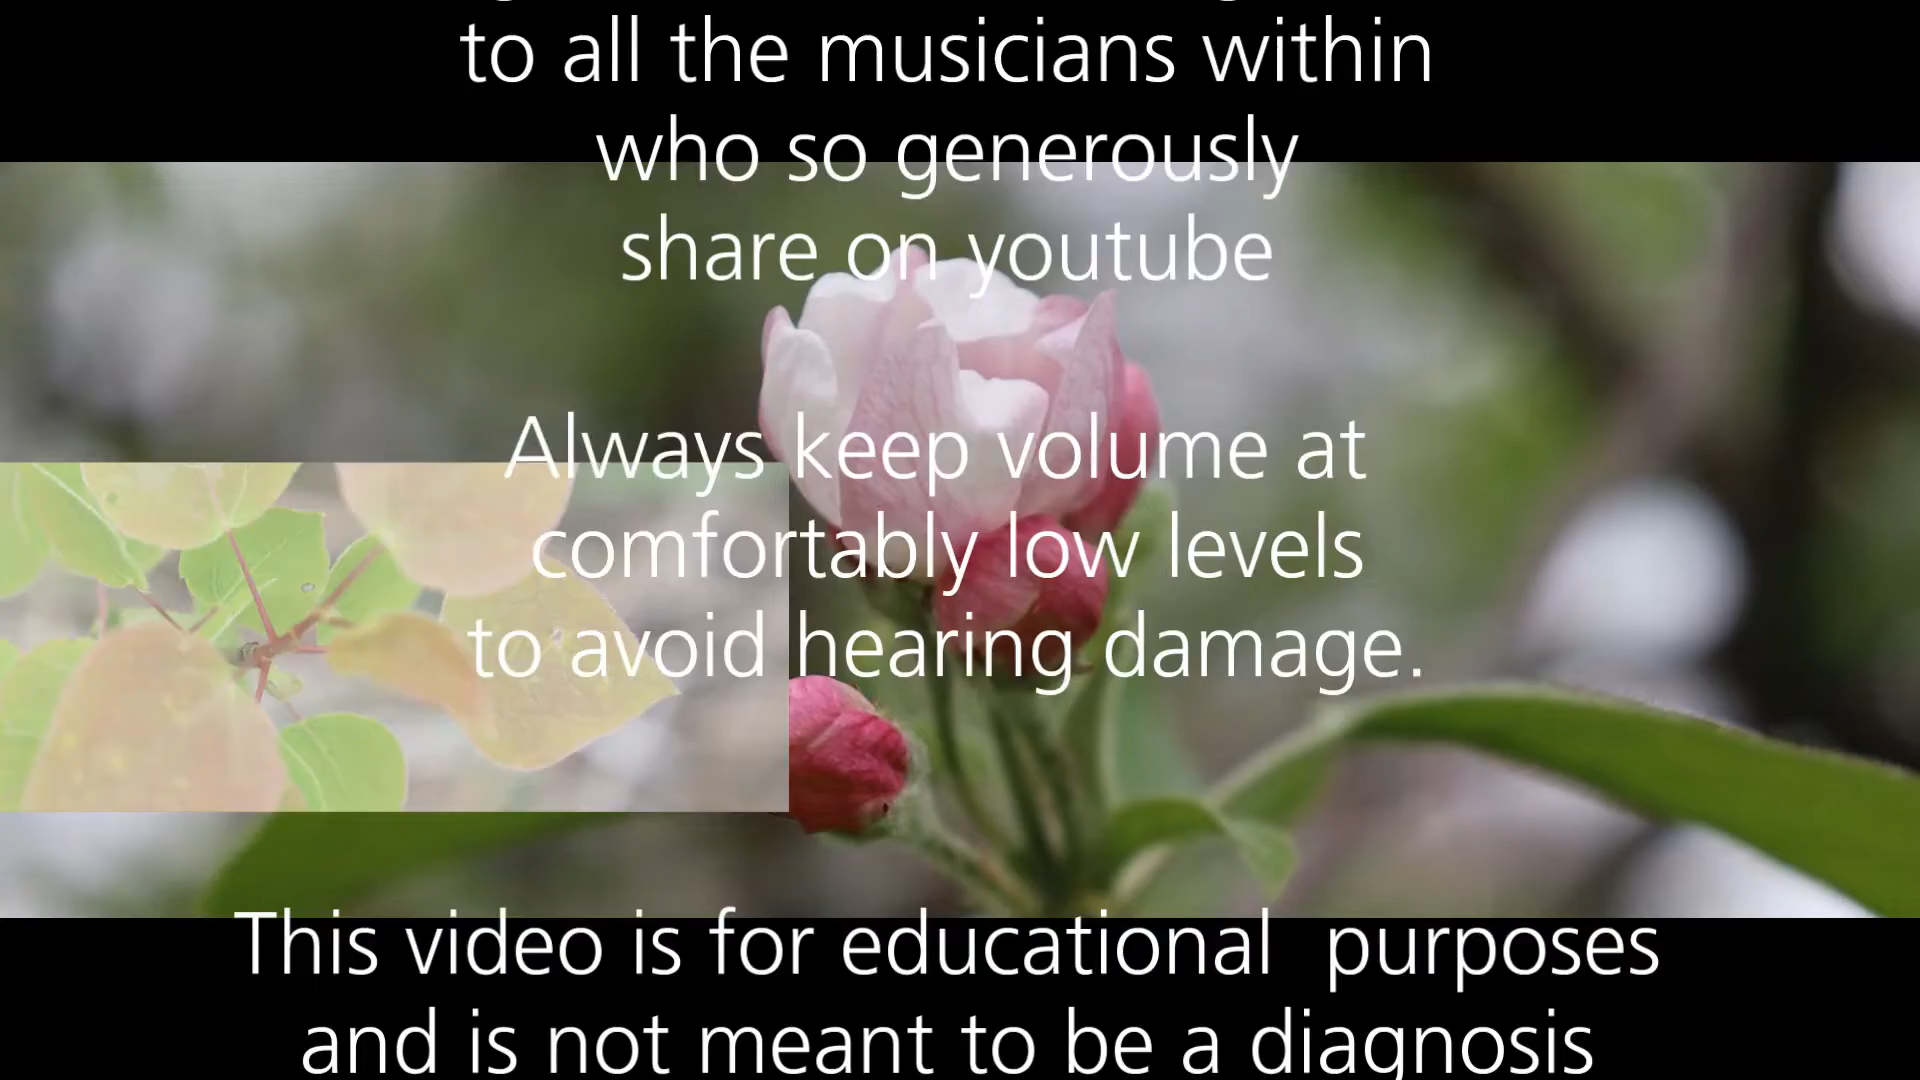 to all the musicians within
who so generously
share on youtube
Always keep volume at
comfortably low levels
to avoid hearing damage.
This video is for educational  purposes
and is not meant to be a diagnosis